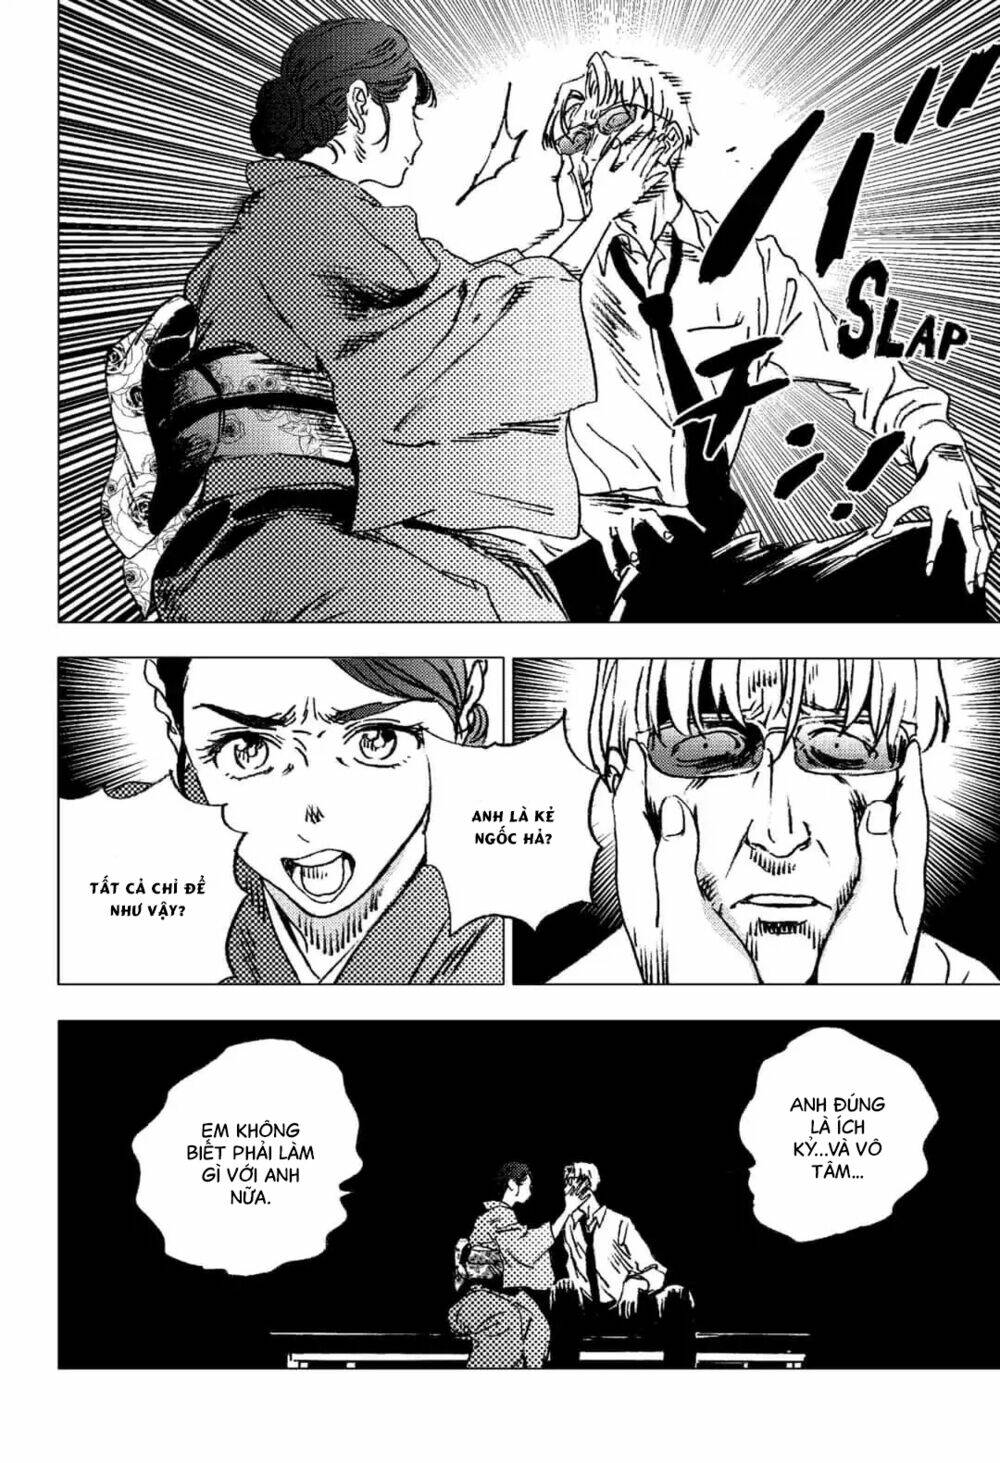 バチン!!
SLAP
ANH LÀ KẺ
NGỐC HẢ?
TẤT CẢ CHỈ ĐỂ
NHƯ VẬY?
ANH ĐÚNG
LÀ ÍCH
KỶ...VÀ VÔ
TÂM...
EM KHÔNG
BIẾT PHẢI LÀM
GÌ VỚI ANH
NỮA.